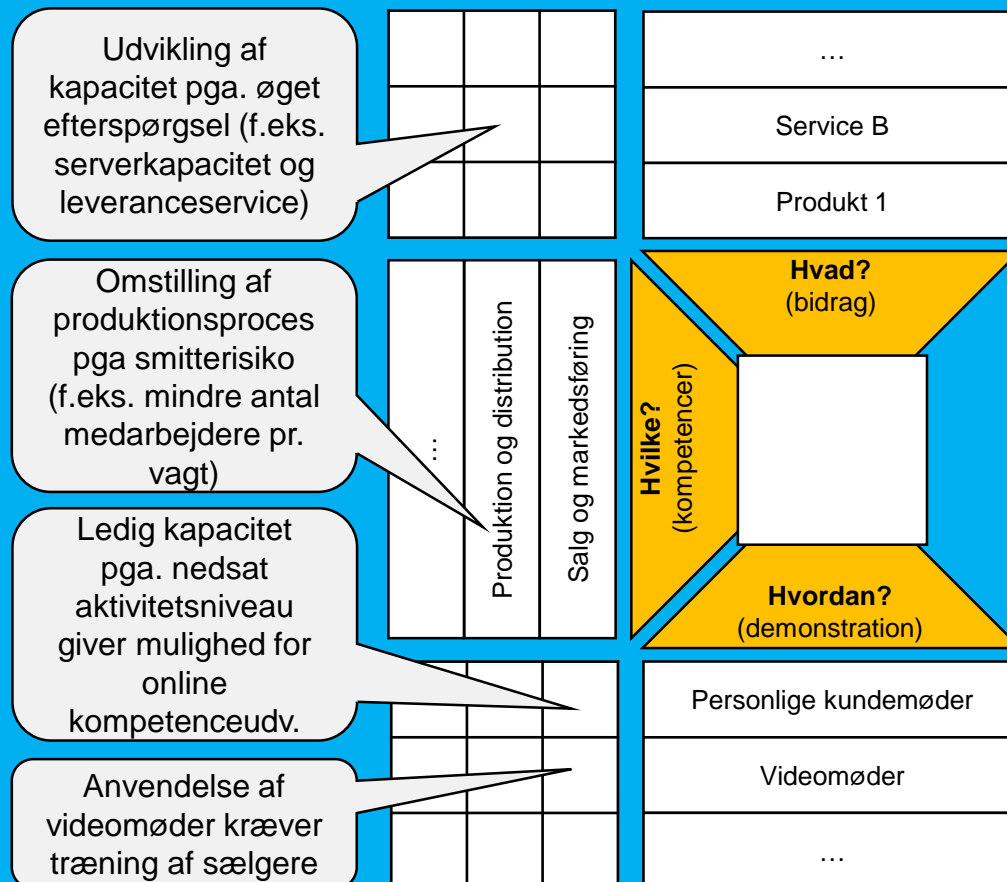 Udvikling af
kapacitet pga. øget
efterspørgsel (f.eks.
serverkapacitet og
leveranceservice)
…
Service B
Produkt 1
Omstilling af
produktionsproces
pga smitterisiko
(f.eks. mindre antal
medarbejdere pr.
vagt)
…
Produktion og distribution
Salg og markedsføring
Hvilke?
(kompetencer)
Hvad?
(bidrag)
Hvordan?
(demonstration)
Ledig kapacitet
pga. nedsat
aktivitetsniveau
giver mulighed for
online
kompetenceudv.
Personlige kundemøder
Videomøder
…
Anvendelse af
videomøder kræver
træning af sælgere